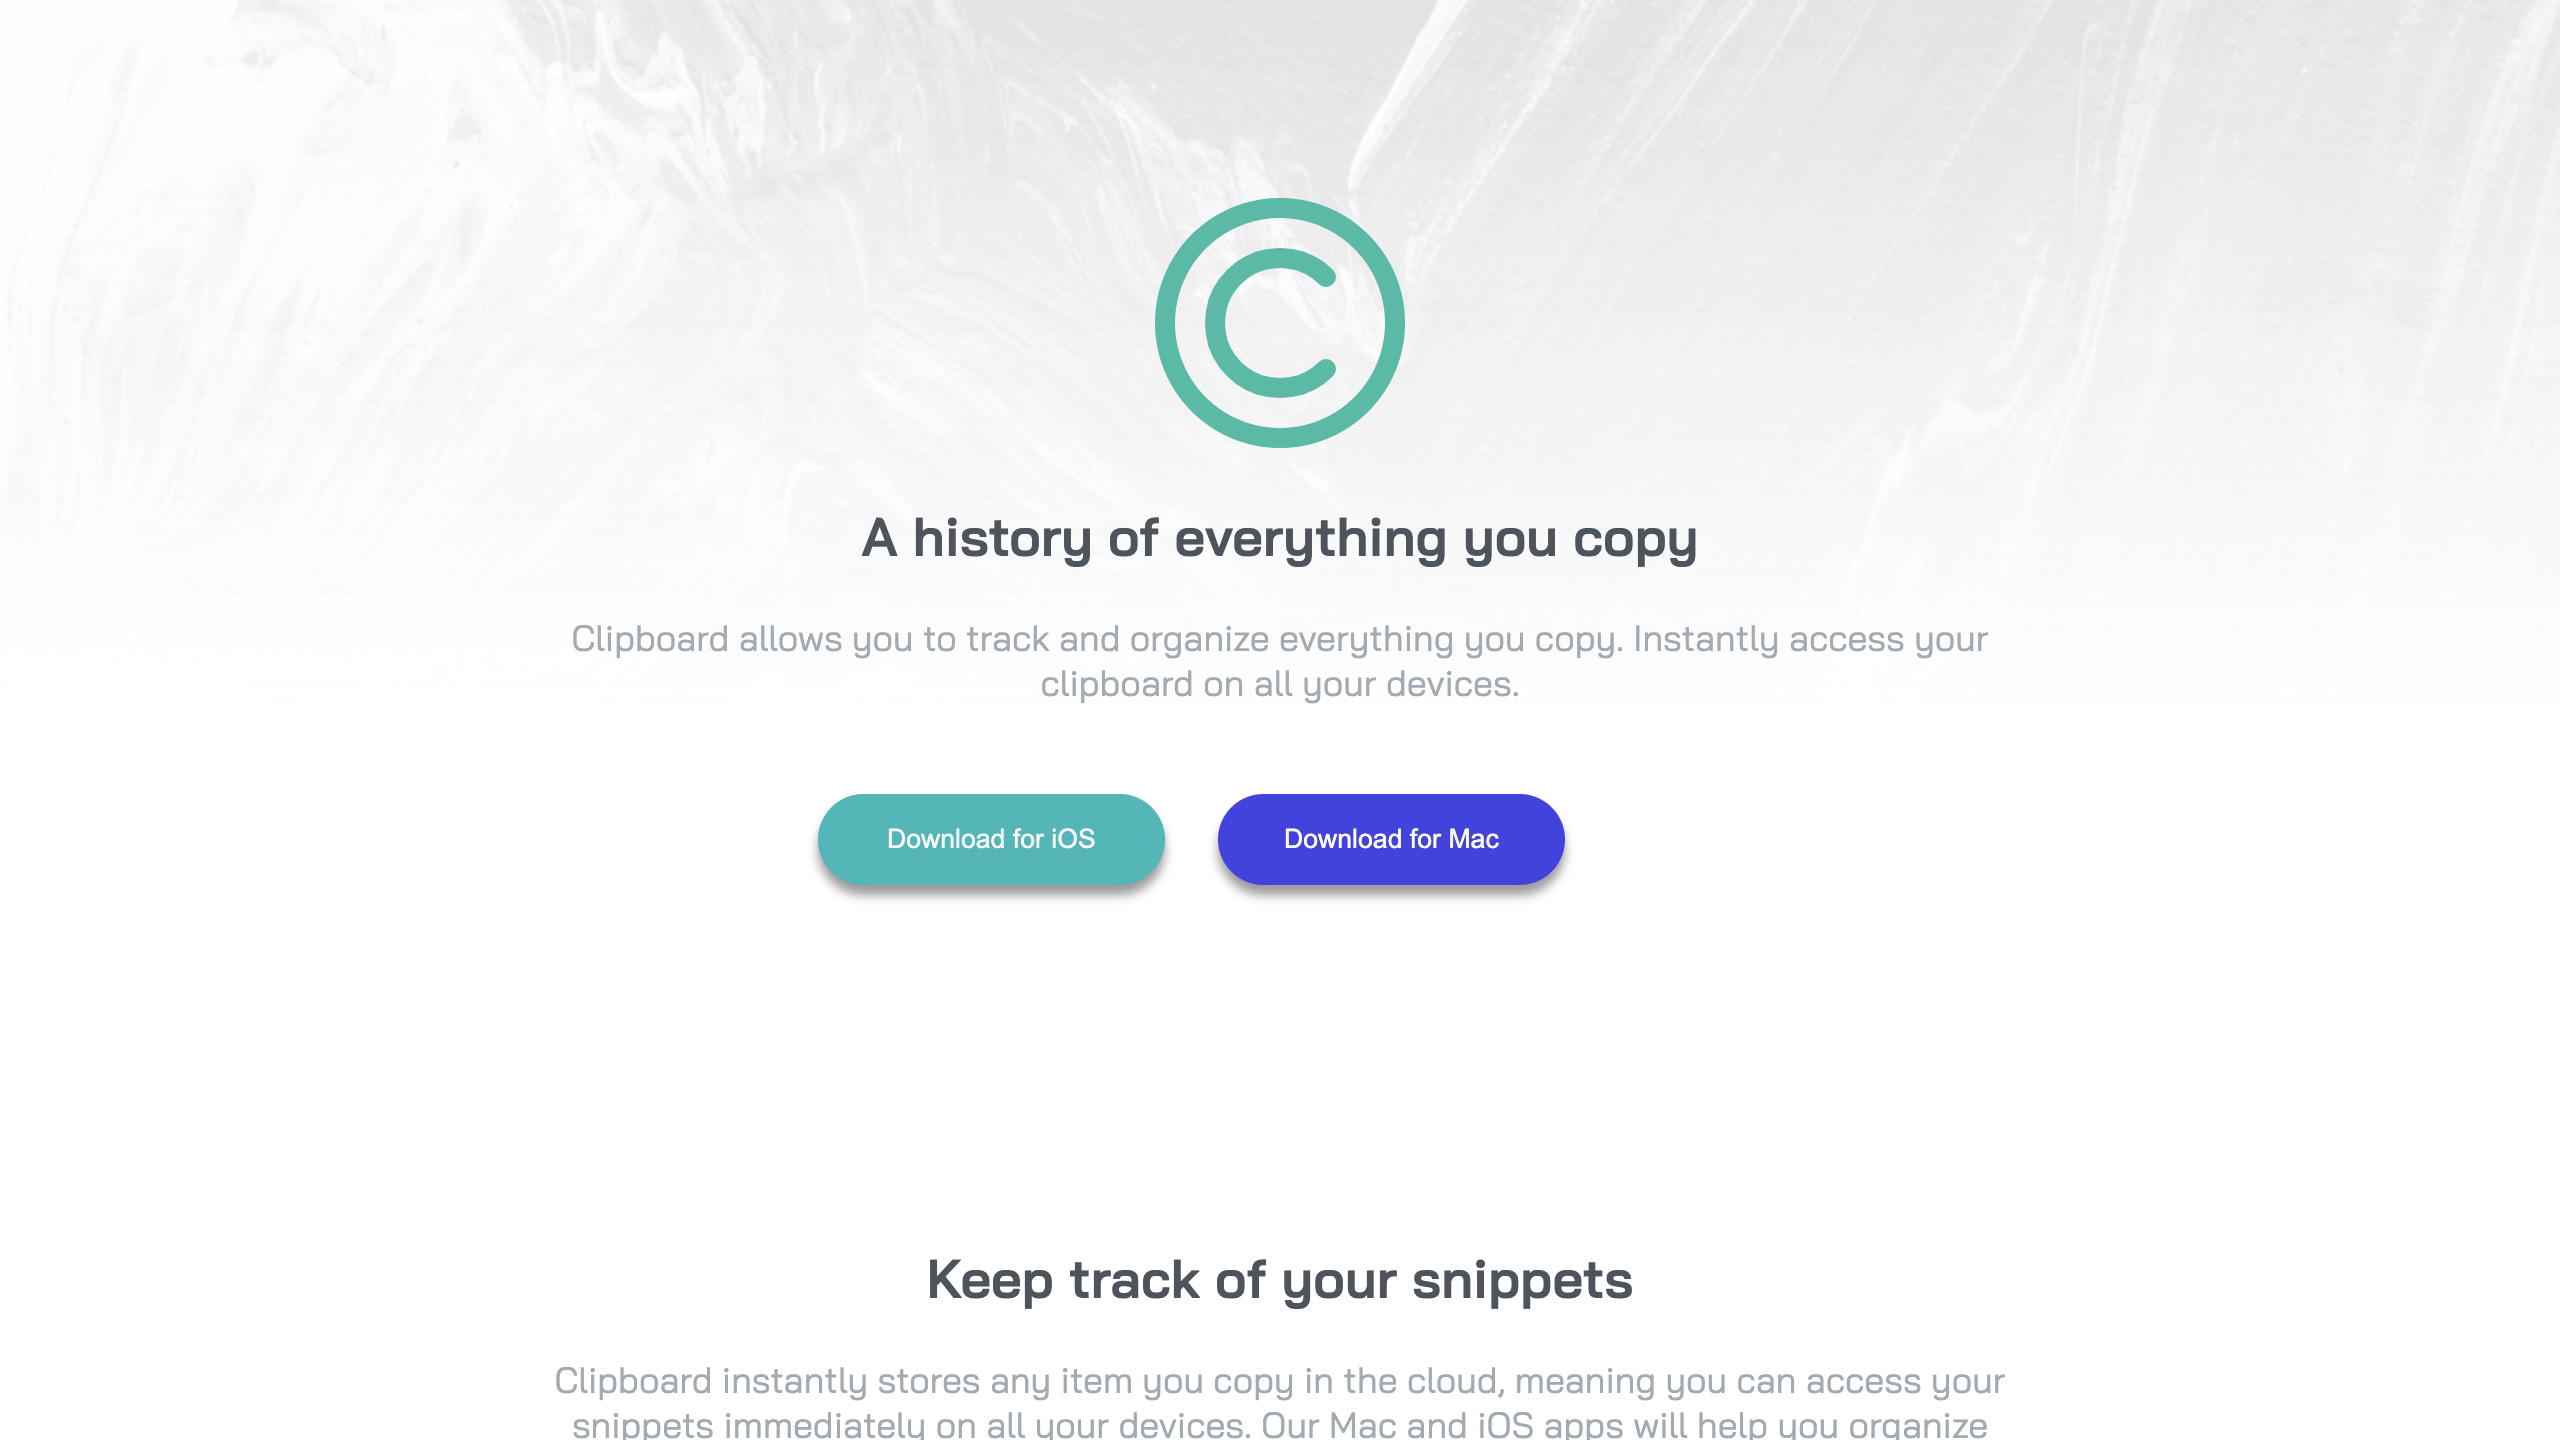 A history of everything you copy
Clipboard allows you to track and organize everything you copy. Instantly access your
clipboard on all your devices.
Download for iOS
Download for Mac
Keep track of your snippets
Clipboard instantly stores any item you copy in the cloud, meaning you can access your
snippets immediately on all your devices. Our Mac and iOS apps will help you organize